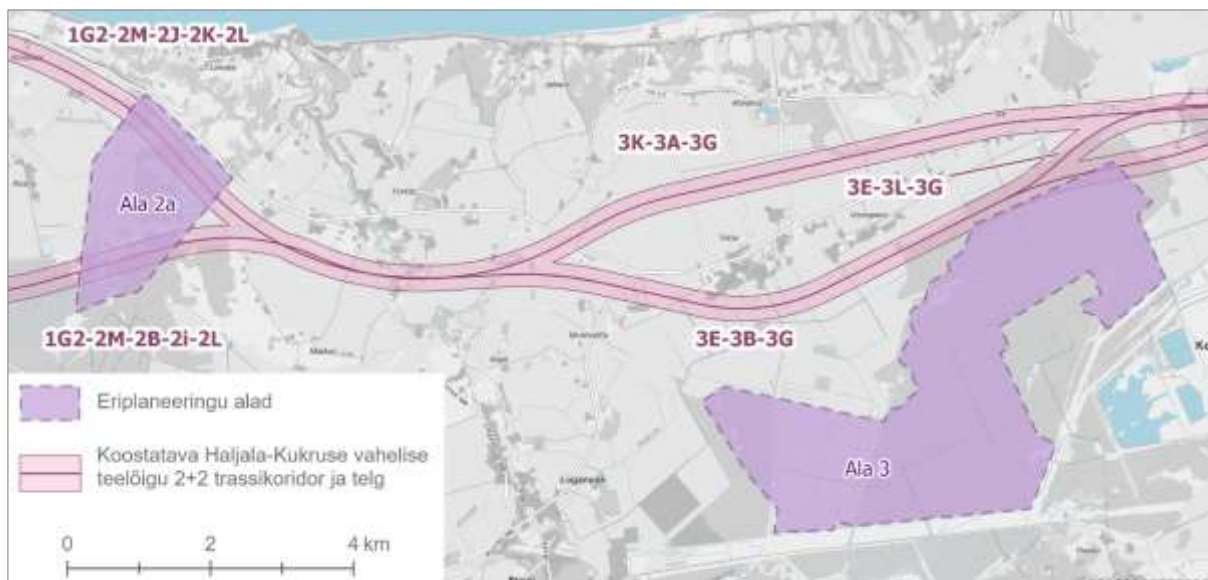 1G2-2M-2J-2K-2L
3K-3A-3G
3E-3L-3G
Ala 2a
1G2-2M-2B-2i-2L
3E-3B-3G
Ala 3
Eriplaneeringu alad
Koostatava Haljala-Kukruse vahelise
teelõigu 2+2 trassikoridor ja telg
0 2 4 km